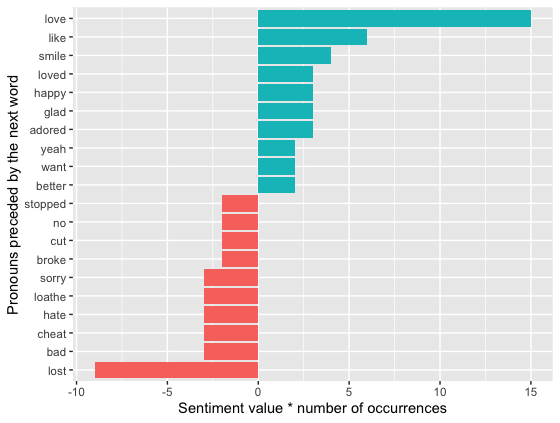 love
like
smile
loved
happy
glad
adored
yeah
want
better
stopped
no
cut
broke
sorry
loathe
hate
cheat
bad
lost
-10 -5 0 5 10 15
Sentiment value * number of occurrences
Pronouns preceded by the next word